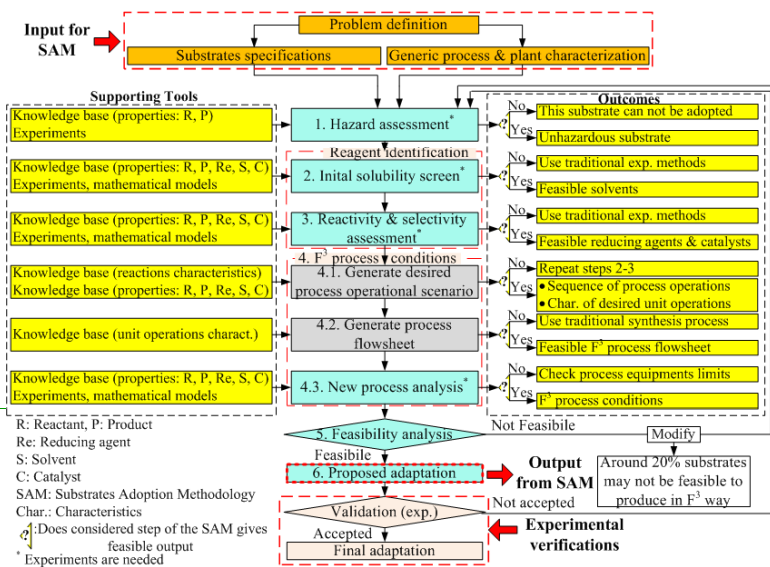 Input for
SAM
Problem definition
Substrates specifications
Generic process & plant characterization
Supporting Tools
Outcomes
Knowledge base (properties: R, P)
Experiments
1. Hazard assessment*
?
No
This substrate can not be adopted
Yes
Unhazardous substrate
Reagent identification
Knowledge base (properties: R, P, Re, S, C)
Experiments, mathematical models
2. Inital solubility screen*
?
No
Use traditional exp. methods
Yes
Feasible solvents
Knowledge base (properties: R, P, Re, S, C)
Experiments, mathematical models
3. Reactivity & selectivity
assessment*
?
No
Use traditional exp. methods
Yes
Feasible reducing agents & catalysts
4. F³ process conditions
Knowledge base (reactions characteristics)
Knowledge base (properties: R, P, Re, S, C)
4.1. Generate desired
process operational scenario
?
No
Repeat steps 2-3
Yes
● Sequence of process operations
● Char. of desired unit operations
Knowledge base (unit operations charact.)
4.2. Generate process
flowsheet
?
No
Use traditional synthesis process
Yes
Feasible F³ process flowsheet
Knowledge base (properties: R, P, Re, S, C)
Experiments, mathematical models
4.3. New process analysis*
?
No
Check process equipments limits
Yes
F³ process conditions
5. Feasibility analysis
Not Feasibile
Feasibile
Modify
Around 20% substrates
may not be feasible to
produce in F³ way
6. Proposed adaptation
Output
from SAM
Validation (exp.)
Not accepted
Accepted
Final adaptation
Experimental
verifications
R: Reactant, P: Product
Re: Reducing agent
S: Solvent
C: Catalyst
SAM: Substrates Adoption Methodology
Char.: Characteristics
? :Does considered step of the SAM gives
feasible output
* Experiments are needed